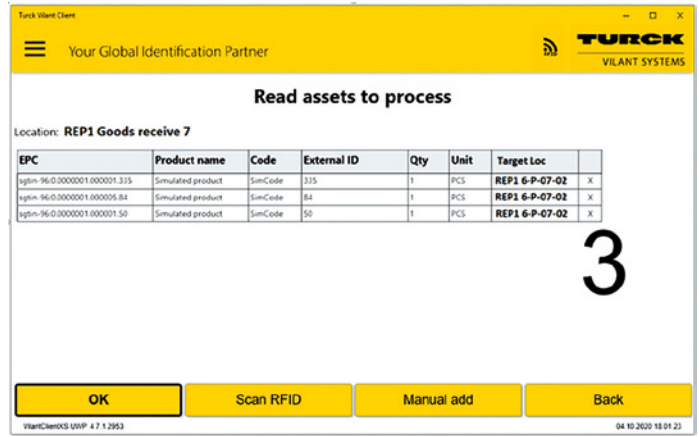 Turck Vilant Client
Your Global Identification Partner
RFID
TURCK
VILANT SYSTEMS
Read assets to process
Location: REP1 Goods receive 7
EPC Product name Code External ID Qty Unit Target Loc
sgtin-96:0.0000001.000001.335 Simulated product SimCode 335 1 PCS REP1 6-P-07-02 X
sgtin-96:0.0000001.000005.84 Simulated product SimCode 84 1 PCS REP1 6-P-07-02 X
sgtin-96:0.0000001.000001.50 Simulated product SimCode 50 1 PCS REP1 6-P-07-02 X
3
OK Scan RFID Manual add Back
VilantClientXS UWP 4.7.1.2953 04.10.2020 18.01.23